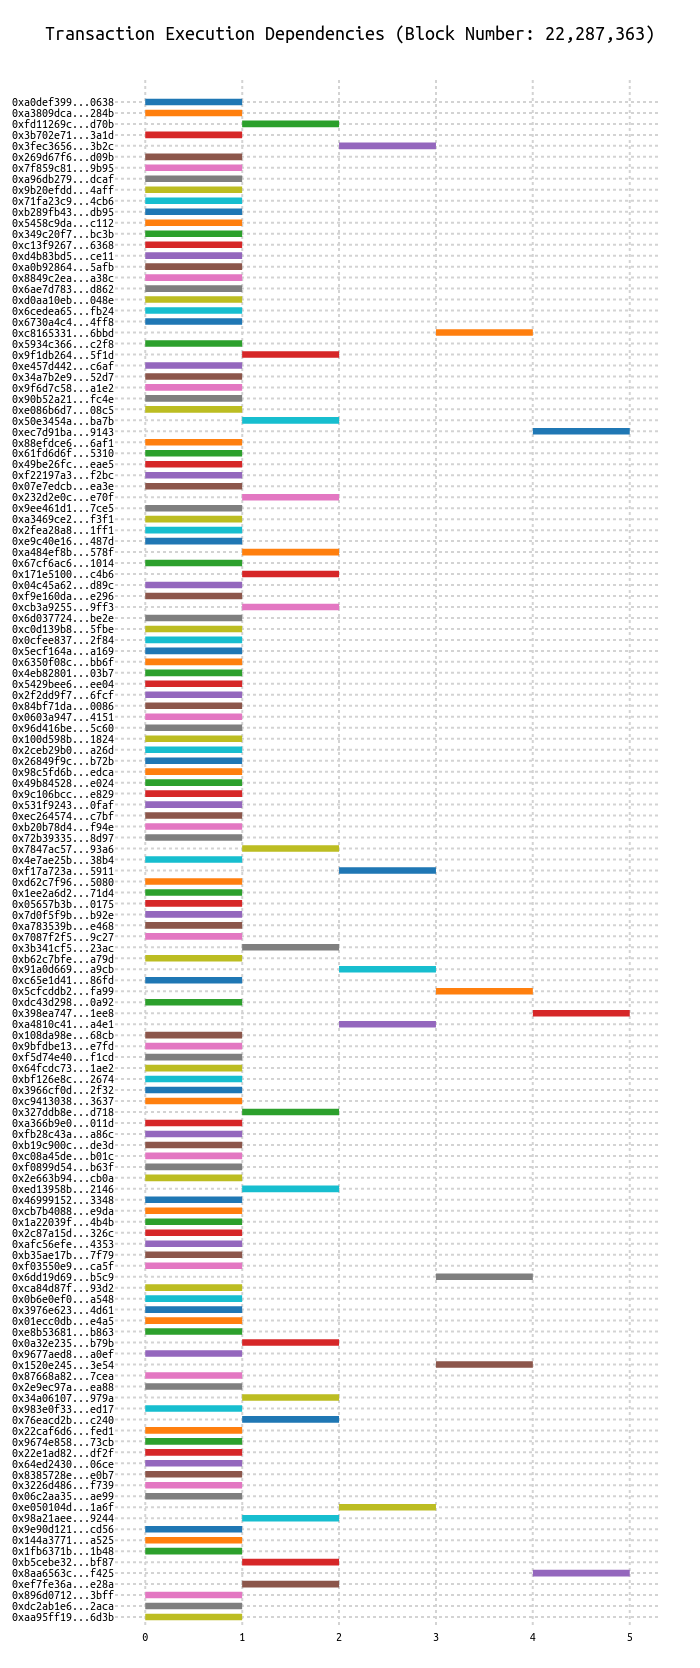 Transaction Execution Dependencies (Block Number: 22,287,363)
0xa0def399...0638
0xa3809dca...284b
0xfd11269c...d70b
0x3b702e71...3a1d
0x3fec3656...3b2c
0x269d67f6...d09b
0x7f859c81...9b95
0xa96db279...dcaf
0x9b20efdd...4aff
0x71fa23c9...4cb6
0xb289fb43...db95
0x5458c9da...c112
0x349c20f7...bc3b
0xc13f9267...6368
0xd4b83bd5...ce11
0xa0b92864...5afb
0x8849c2ea...a38c
0x6ae7d783...d862
0xd0aa10eb...048e
0x6cedea65...fb24
0x6730a4c4...4ff8
0xc8165331...6bbd
0x5934c366...c2f8
0x9f1db264...5f1d
0xe457d442...c6af
0x34a7b2e9...52d7
0x9f6d7c58...a1e2
0x90b52a21...fc4e
0xe086b6d7...08c5
0x50e3454a...ba7b
0xec7d91ba...9143
0x88efdce6...6af1
0x61fd6d6f...5310
0x49be26fc...eae5
0xf22197a3...f2bc
0x07e7edcb...ea3e
0x232d2e0c...e70f
0x9ee461d1...7ce5
0xa3469ce2...f3f1
0x2fea28a8...1ff1
0xe9c40e16...487d
0xa484ef8b...578f
0x67cf6ac6...1014
0x171e5100...c4b6
0x04c45a62...d89c
0xf9e160da...e296
0xcb3a9255...9ff3
0x6d037724...be2e
0xc0d139b8...5fbe
0x0cfee837...2f84
0x5ecf164a...a169
0x6350f08c...bb6f
0x4eb82801...03b7
0x5429bee6...ee04
0x2f2dd9f7...6fcf
0x84bf71da...0086
0x0603a947...4151
0x96d416be...5c60
0x100d598b...1824
0x2ceb29b0...a26d
0x26849f9c...b72b
0x98c5fd6b...edca
0x49b84528...e024
0x9c106bcc...e829
0x531f9243...0faf
0xec264574...c7bf
0xb20b78d4...f94e
0x72b39335...8d97
0x7847ac57...93a6
0x4e7ae25b...38b4
0xf17a723a...5911
0xd62c7f96...5080
0x1ee2a6d2...71d4
0x05657b3b...0175
0x7d0f5f9b...b92e
0xa783539b...e468
0x7087f2f5...9c27
0x3b341cf5...23ac
0xb62c7bfe...a79d
0x91a0d669...a9cb
0xc65e1d41...86fd
0x5cfcddb2...fa99
0xdc43d298...0a92
0x398ea747...1ee8
0xa4810c41...a4e1
0x108da98e...68cb
0x9bfdbe13...e7fd
0xf5d74e40...f1cd
0x64fcdc73...1ae2
0xbf126e8c...2674
0x3966cf0d...2f32
0xc9413038...3637
0x327ddb8e...d718
0xa366b9e0...011d
0xfb28c43a...a86c
0xb19c900c...de3d
0xc08a45de...b01c
0xf0899d54...b63f
0x2e663b94...cb0a
0xed13958b...2146
0x46999152...3348
0xcb7b4088...e9da
0x1a22039f...4b4b
0x2c87a15d...326c
0xafc56efe...4353
0xb35ae17b...7f79
0xf03550e9...ca5f
0x6dd19d69...b5c9
0xca84d87f...93d2
0x0b6e0ef0...a548
0x3976e623...4d61
0x01ecc0db...e4a5
0xe8b53681...b863
0x0a32e235...b79b
0x9677aed8...a0ef
0x1520e245...3e54
0x87668a82...7cea
0x2e9ec97a...ea88
0x34a06107...979a
0x983e0f33...ed17
0x76eacd2b...c240
0x22caf6d6...fed1
0x9674e858...73cb
0x22e1ad82...df2f
0x64ed2430...06ce
0x8385728e...e0b7
0x3226d486...f739
0x06c2aa35...ae99
0xe050104d...1a6f
0x98a21aee...9244
0x9e90d121...cd56
0x144a3771...a525
0x1fb6371b...1b48
0xb5cebe32...bf87
0x8aa6563c...f425
0xef7fe36a...e28a
0x896d0712...3bff
0xdc2ab1e6...2aca
0xaa95ff19...6d3b
0 1 2 3 4 5